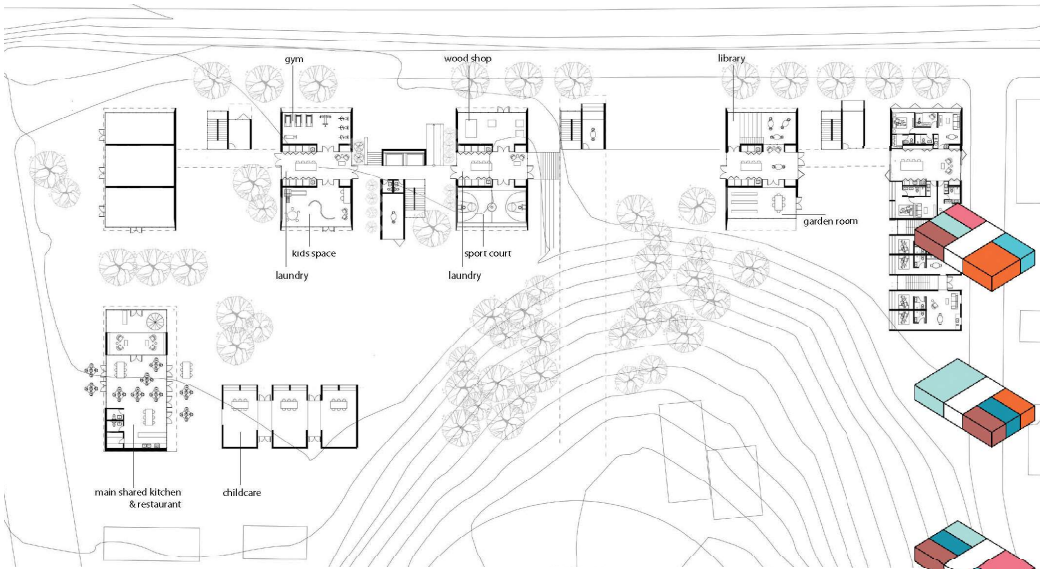 gym
wood shop
library
kids space
sport court
garden room
laundry
laundry
main shared kitchen
& restaurant
childcare